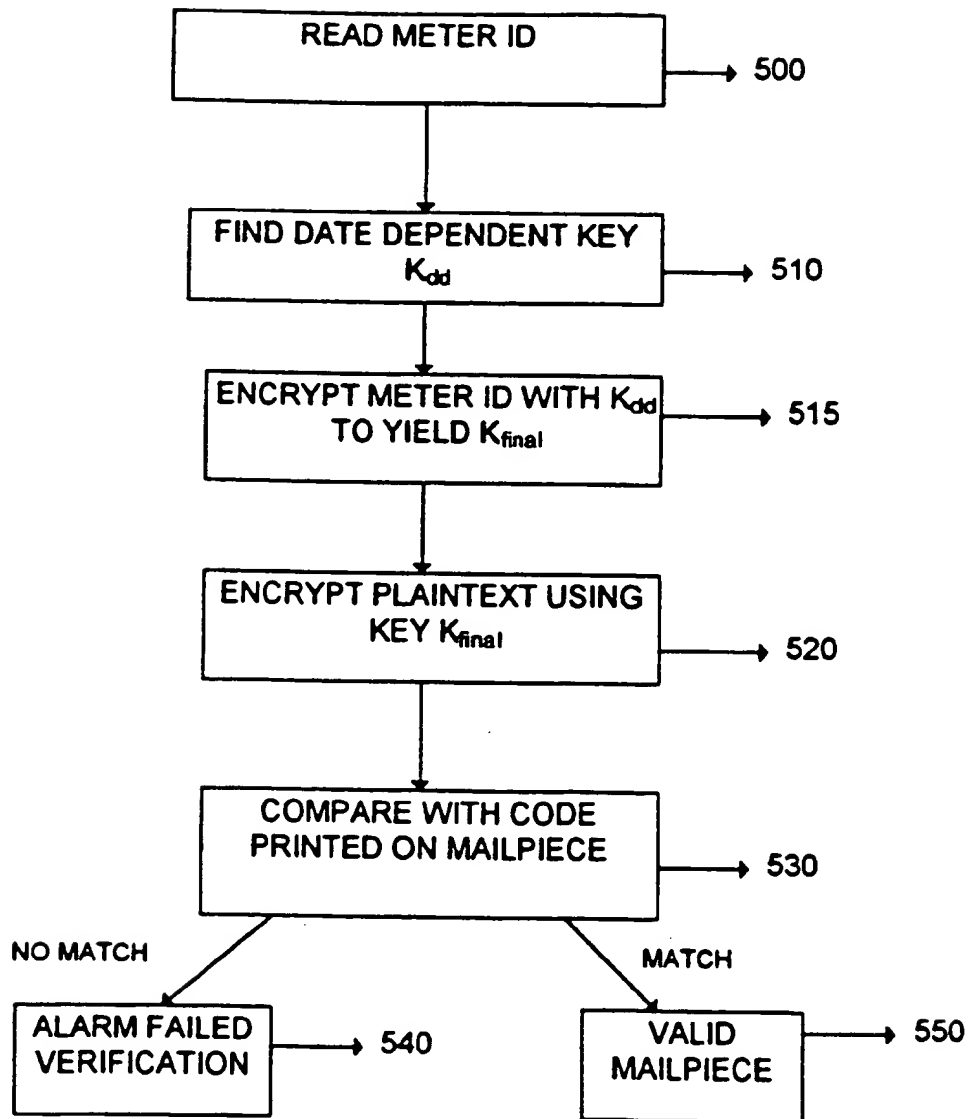 READ METER ID
500
FIND DATE DEPENDENT KEY
Kdd
510
ENCRYPT METER ID WITH Kdd
TO YIELD Kfinal
515
ENCRYPT PLAINTEXT USING
KEY Kfinal
520
COMPARE WITH CODE
PRINTED ON MAILPIECE
530
NO MATCH
MATCH
ALARM FAILED
VERIFICATION
540
VALID
MAILPIECE
550